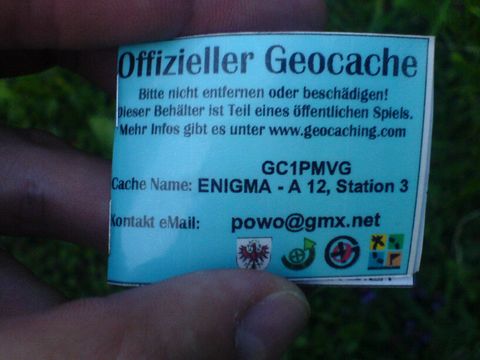 Offizieller Geocache
Bitte nicht entfernen oder beschädigen!
Dieser Behälter ist Teil eines öffentlichen Spiels.
Mehr Infos gibt es unter www.geocaching.com
GC1PMVG
Cache Name: ENIGMA - A 12, Station 3
Kontakt eMail: powo@gmx.net